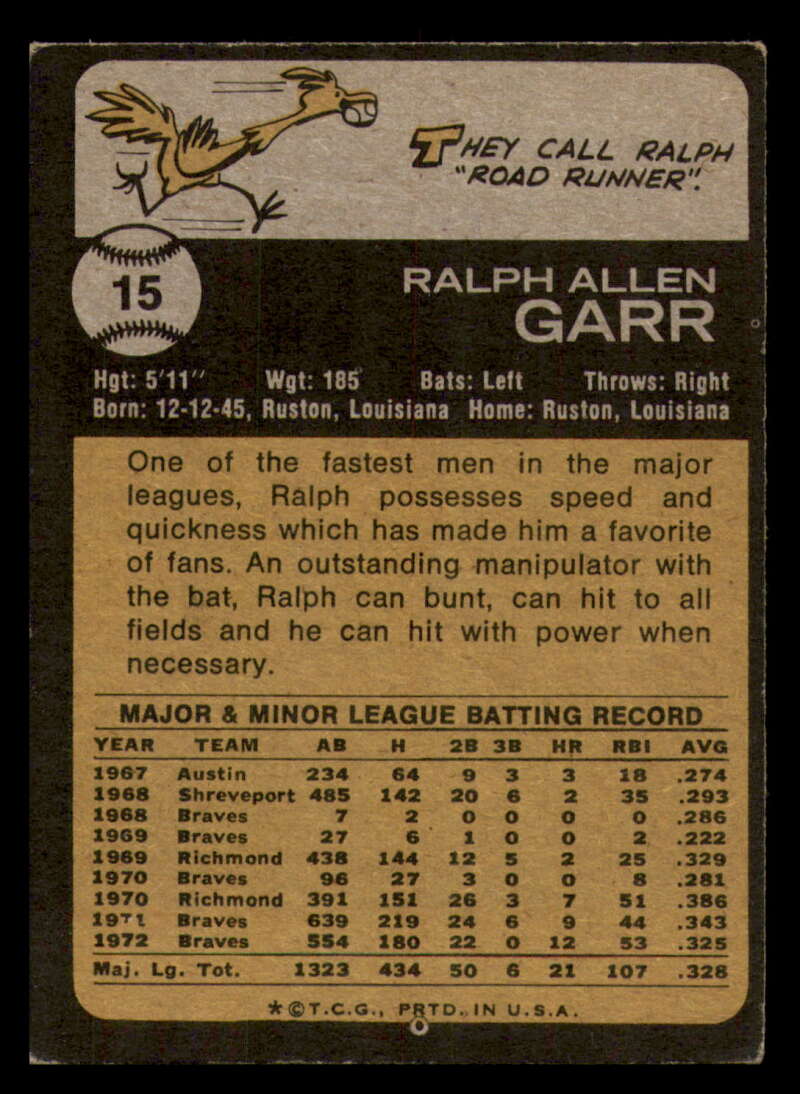 THEY CALL RALPH
"ROAD RUNNER".
15
RALPH ALLEN
GARR
Hgt: 5'11" Wgt: 185 Bats: Left Throws: Right
Born: 12-12-45, Ruston, Louisiana Home: Ruston, Louisiana
One of the fastest men in the major
leagues, Ralph possesses speed and
quickness which has made him a favorite
of fans. An outstanding manipulator with
the bat, Ralph can bunt, can hit to all
fields and he can hit with power when
necessary.
MAJOR & MINOR LEAGUE BATTING RECORD
YEAR TEAM AB H 2B 3B HR RBI AVG
1967 Austin 234 64 9 3 3 18 .274
1968 Shreveport 485 142 20 6 2 35 .293
1968 Braves 7 2 0 0 0 0 .286
1969 Braves 27 6 1 0 0 2 .222
1969 Richmond 438 144 12 5 2 25 .329
1970 Braves 96 27 3 0 0 8 .281
1970 Richmond 391 151 26 3 7 51 .386
1971 Braves 639 219 24 6 9 44 .343
1972 Braves 554 180 22 0 12 53 .325
Maj. Lg. Tot. 1323 434 50 6 21 107 .328
*©T.C.G., PRTD. IN U.S.A.